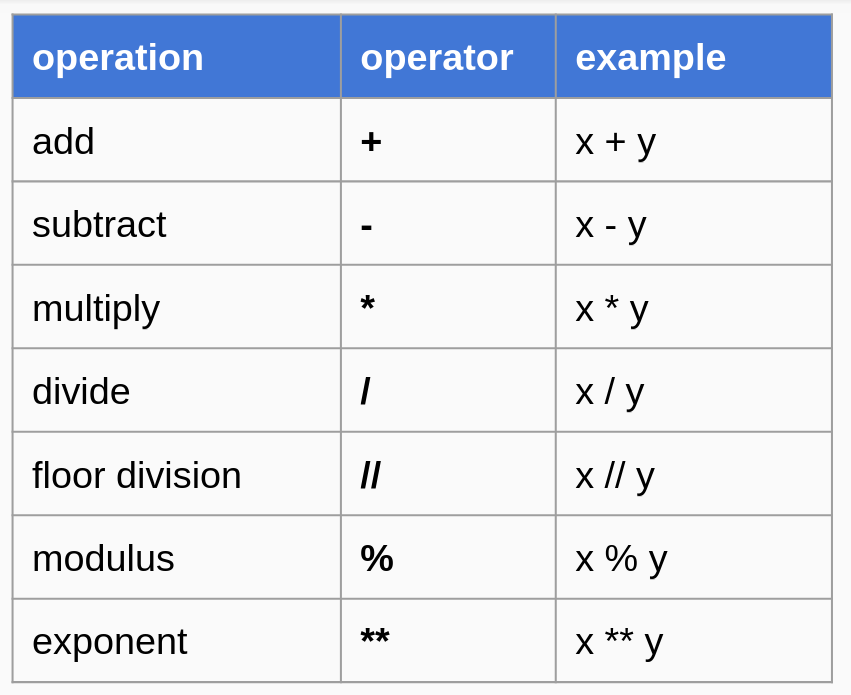 operation operator example
add + x + y
subtract - x - y
multiply * x * y
divide / x / y
floor division // x // y
modulus % x % y
exponent ** x ** y